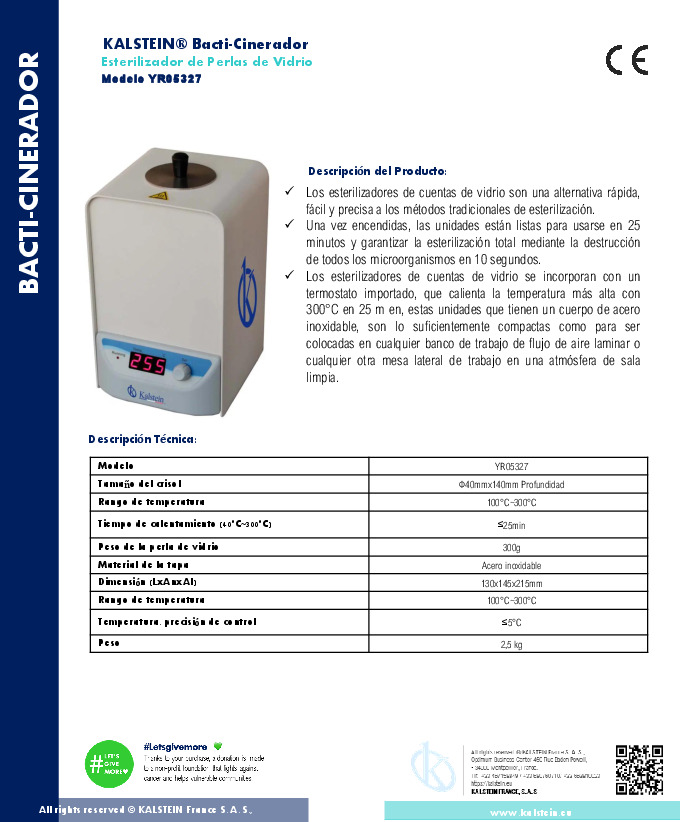 BACTI-CINERADOR
KALSTEIN® Bacti-Cinerador
Esterilizador de Perlas de Vidrio
Modelo YR05327
CE
Descripción del Producto:
✓ Los esterilizadores de cuentas de vidrio son una alternativa rápida,
fácil y precisa a los métodos tradicionales de esterilización.
✓ Una vez encendidas, las unidades están listas para usarse en 25
minutos y garantizar la esterilización total mediante la destrucción
de todos los microorganismos en 10 segundos.
✓ Los esterilizadores de cuentas de vidrio se incorporan con un
termostato importado, que calienta la temperatura más alta con
300°C en 25 m en, estas unidades que tienen un cuerpo de acero
inoxidable, son lo suficientemente compactas como para ser
colocadas en cualquier banco de trabajo de flujo de aire laminar o
cualquier otra mesa lateral de trabajo en una atmósfera de sala
limpia.
255
Kalstein
Descripción Técnica:
Modelo YR05327
Tamaño del crisol Φ40mmx140mm Profundidad
Rango de temperatura 100°C~300°C
Tiempo de calentamiento (40°C~300°C) ≤25min
Peso de la perla de vidrio 300g
Material de la tapa Acero inoxidable
Dimensión (LxAnxAl) 130x145x215mm
Rango de temperatura 100°C~300°C
Temperatura. precisión de control ≤5°C
Peso 2,5 kg
#LET'S
GIVE
MORE
#Letsgivemore
Thanks to your purchase, a donation is made
to a non-profit foundation that fights against
cancer and helps vulnerable communities
All rights reserved ® KALSTEIN France S. A. S.,
Optimum Business Center 450 Rue Baden Powell,
34000 Montpellier, France.
https://kalstein.eu
KALSTEIN FRANCE, S.A.S
All rights reserved © KALSTEIN France S. A. S.,
www.kalstein.eu